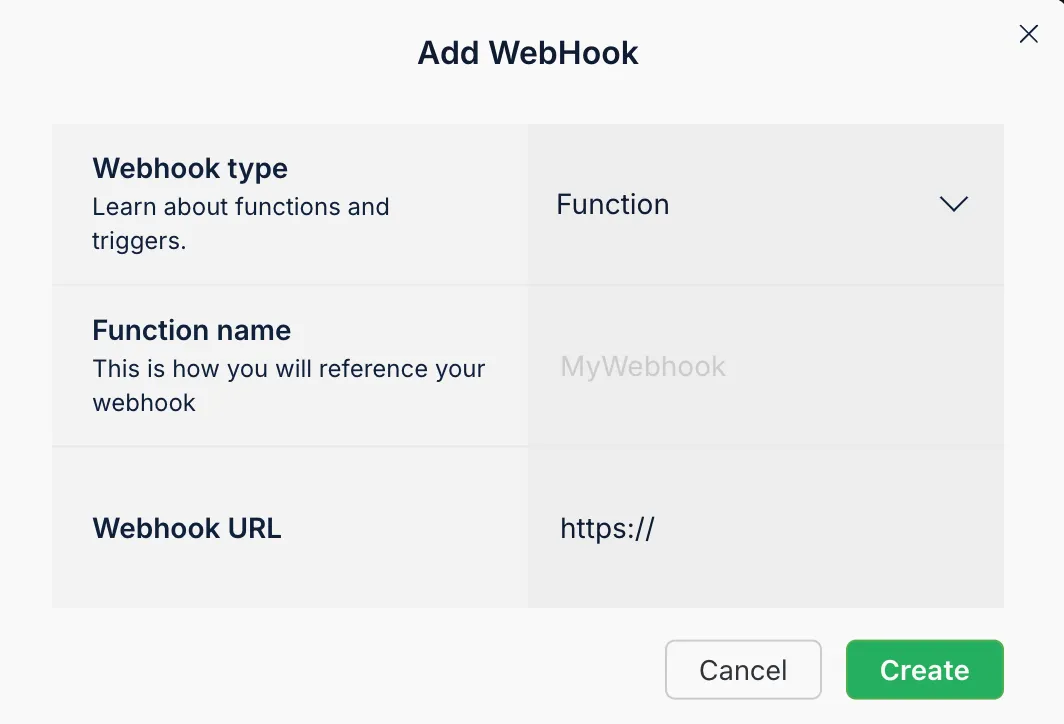 Add WebHook
Webhook type
Learn about functions and
triggers.
Function
Function name
This is how you will reference your
webhook
MyWebhook
Webhook URL
https://
Cancel
Create